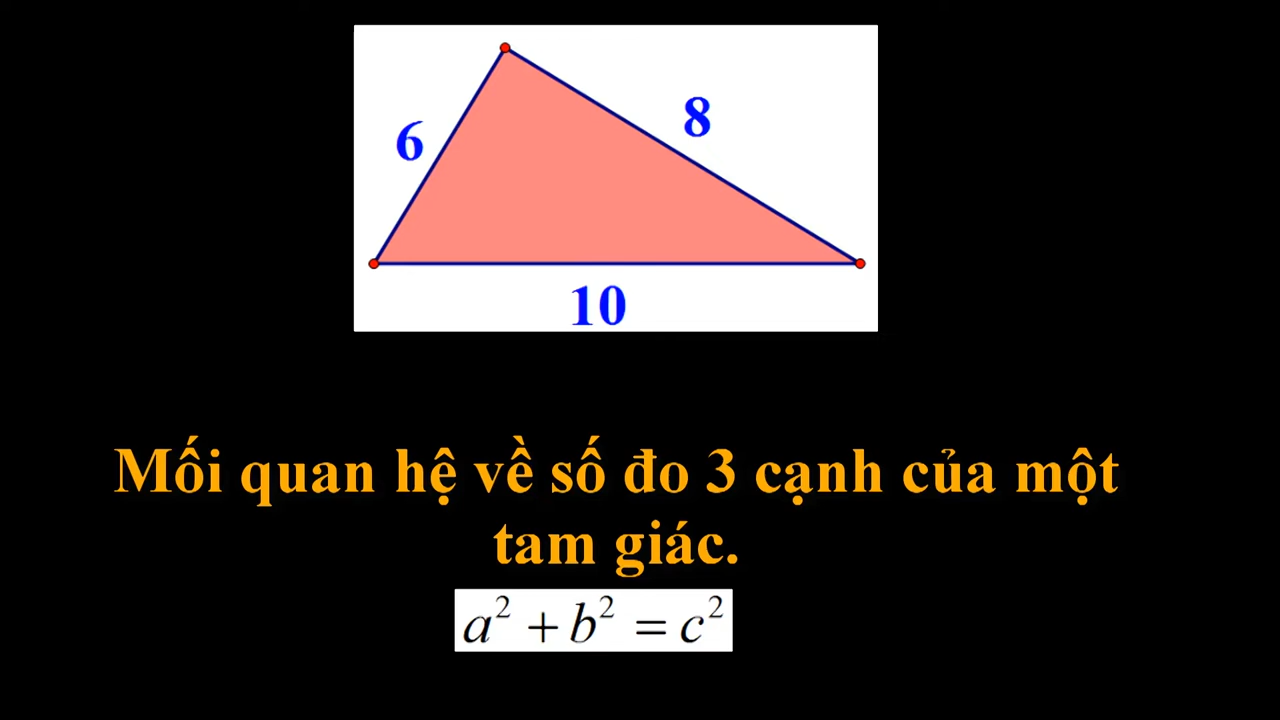 6
8
10
Mối quan hệ về số đo 3 cạnh của một
tam giác.
a² + b² = c²